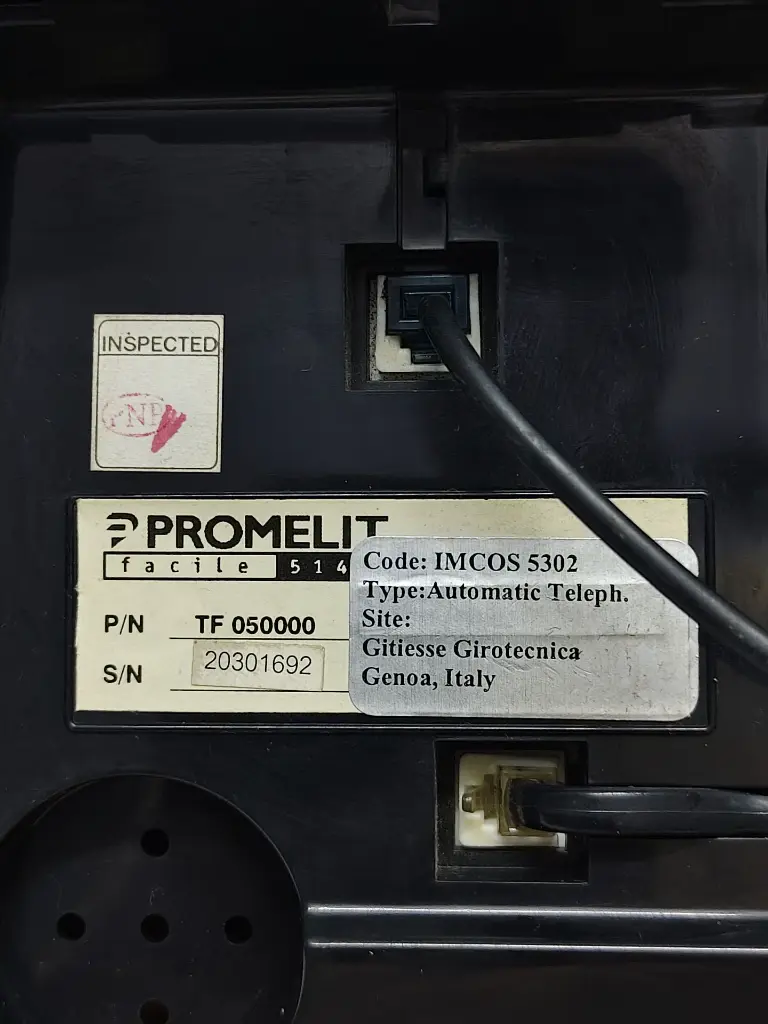 INSPECTED
PROMELIT
facile 514
P/N TF 050000
S/N 20301692
Code: IMCOS 5302
Type:Automatic Teleph.
Site:
Gitiesse Girotecnica
Genoa, Italy